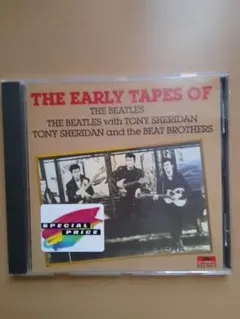 THE EARLY TAPES OF
THE BEATLES
THE BEATLES with TONY SHERIDAN
TONY SHERIDAN and the BEAT BROTHERS
SPECIAL
PRICE